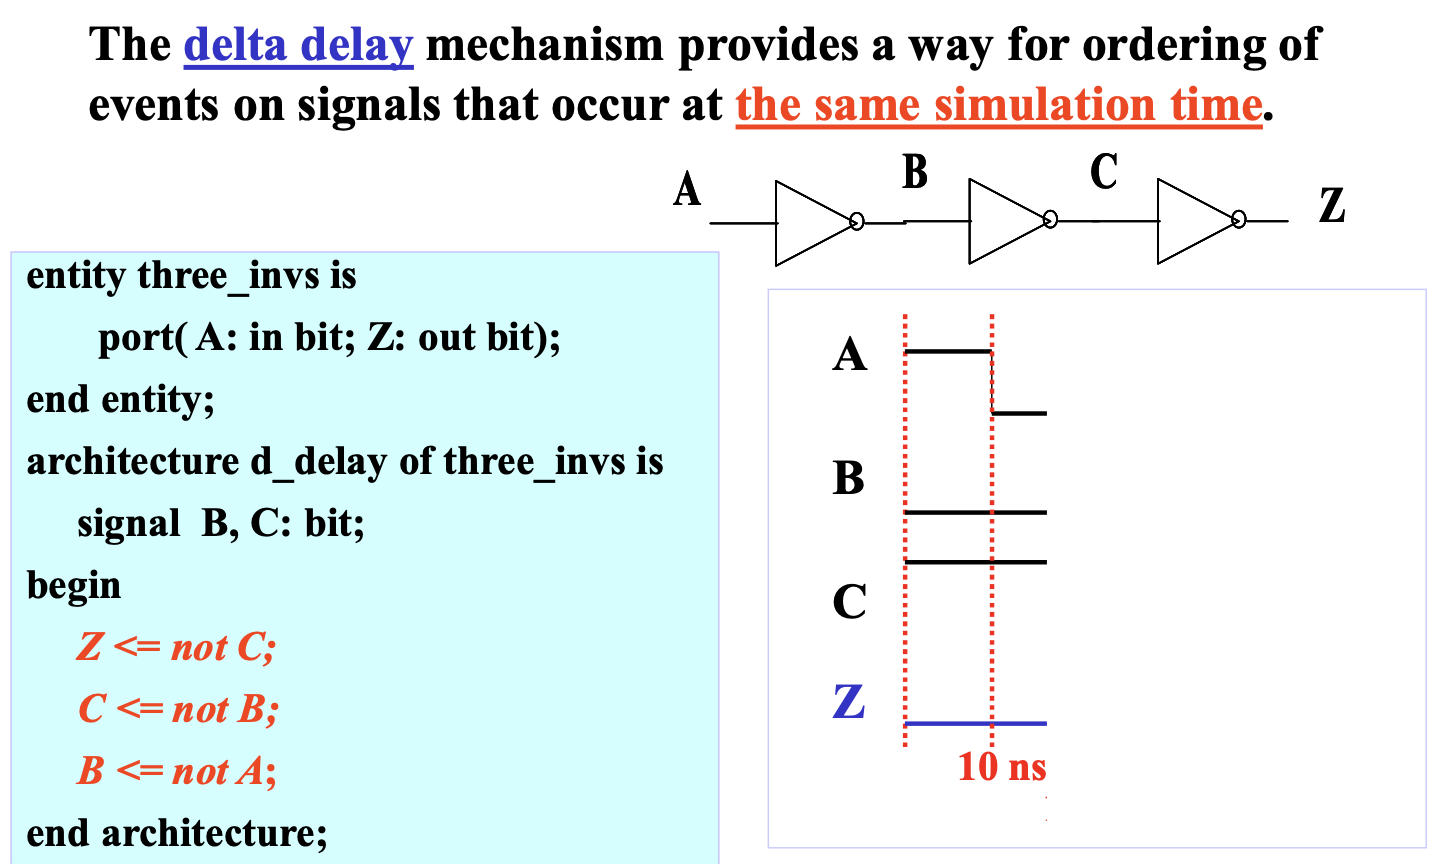 The delta delay mechanism provides a way for ordering of
events on signals that occur at the same simulation time.
A
B
C
Z
entity three_invs is
port( A: in bit; Z: out bit);
end entity;
architecture d_delay of three_invs is
signal B, C: bit;
begin
Z <= not C;
C <= not B;
B <= not A;
end architecture;
A
B
C
Z
10 ns